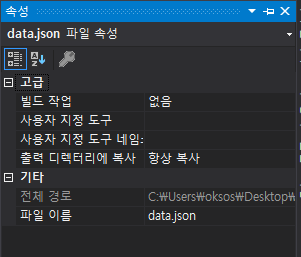 속성
data.json 파일 속성
고급
빌드 작업 없음
사용자 지정 도구
사용자 지정 도구 네임
출력 디렉터리에 복사 항상 복사
기타
전체 경로 C:\Users\oksos\Desktop\
파일 이름 data.json